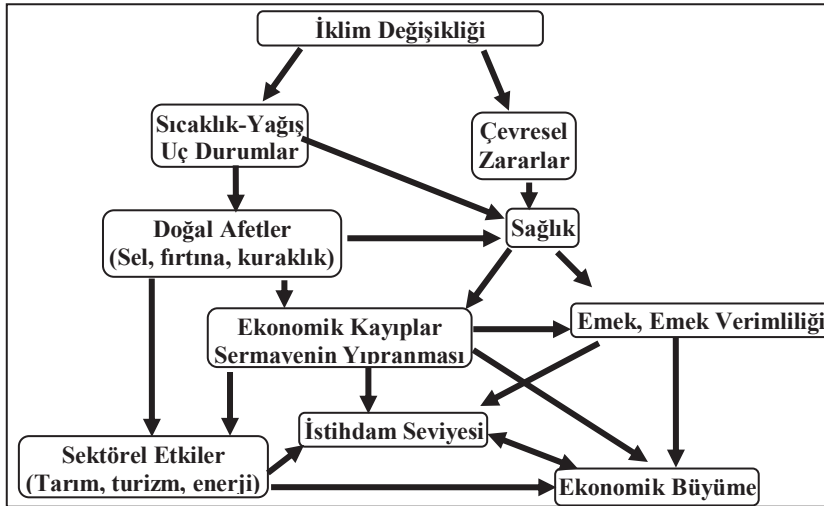 İklim Değişikliği
Sıcaklık-Yağış
Uç Durumlar
Çevresel
Zararlar
Doğal Afetler
(Sel, fırtına, kuraklık)
Sağlık
Ekonomik Kayıplar
Sermayenin Yıpranması
Emek, Emek Verimliliği
İstihdam Seviyesi
Sektörel Etkiler
(Tarım, turizm, enerji)
Ekonomik Büyüme